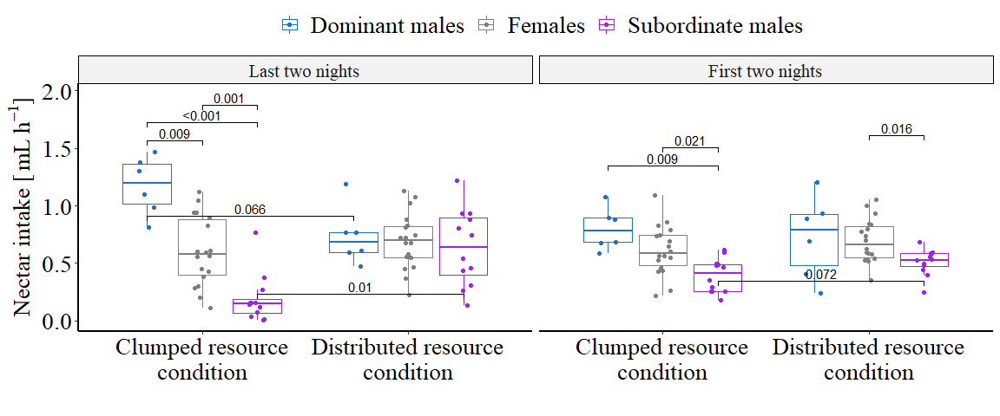 Dominant males Females Subordinate males
Last two nights First two nights
Nectar intake [ mL h⁻¹]
2.0
1.5
1.0
0.5
0.0
0.001
<0.001
0.009
0.066
0.01
0.021
0.009
0.016
0.072
Clumped resource condition
Distributed resource condition
Clumped resource condition
Distributed resource condition